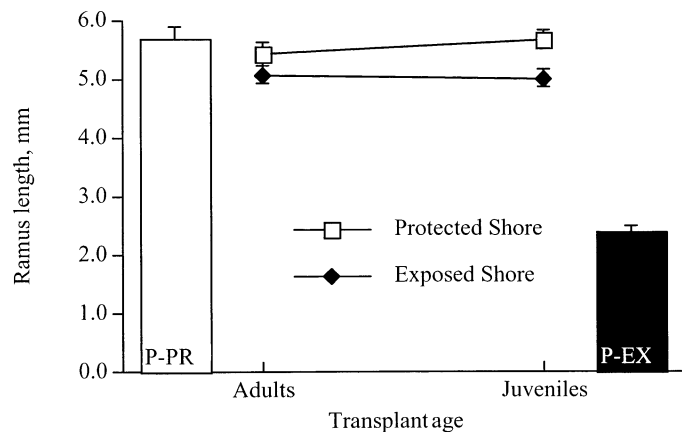 Ramus length, mm
6.0
5.0
4.0
3.0
2.0
1.0
0.0
P-PR
Protected Shore
Exposed Shore
P-EX
Adults
Juveniles
Transplant age